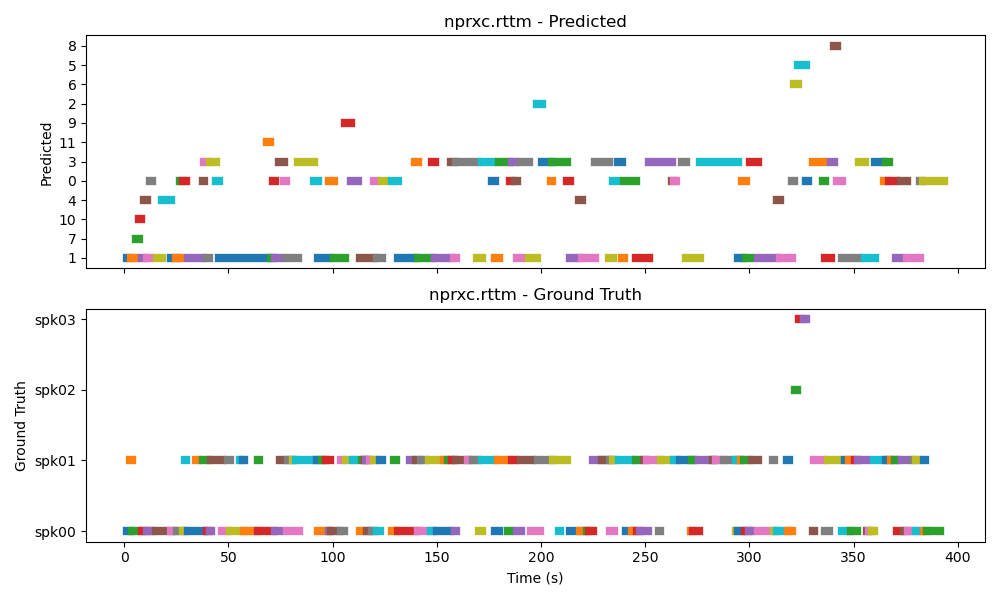 nprxc.rttm - Predicted
8
5
6
2
9
11
3
0
4
10
7
1
Predicted
nprxc.rttm - Ground Truth
spk03
spk02
spk01
spk00
Ground Truth
0 50 100 150 200 250 300 350 400
Time (s)